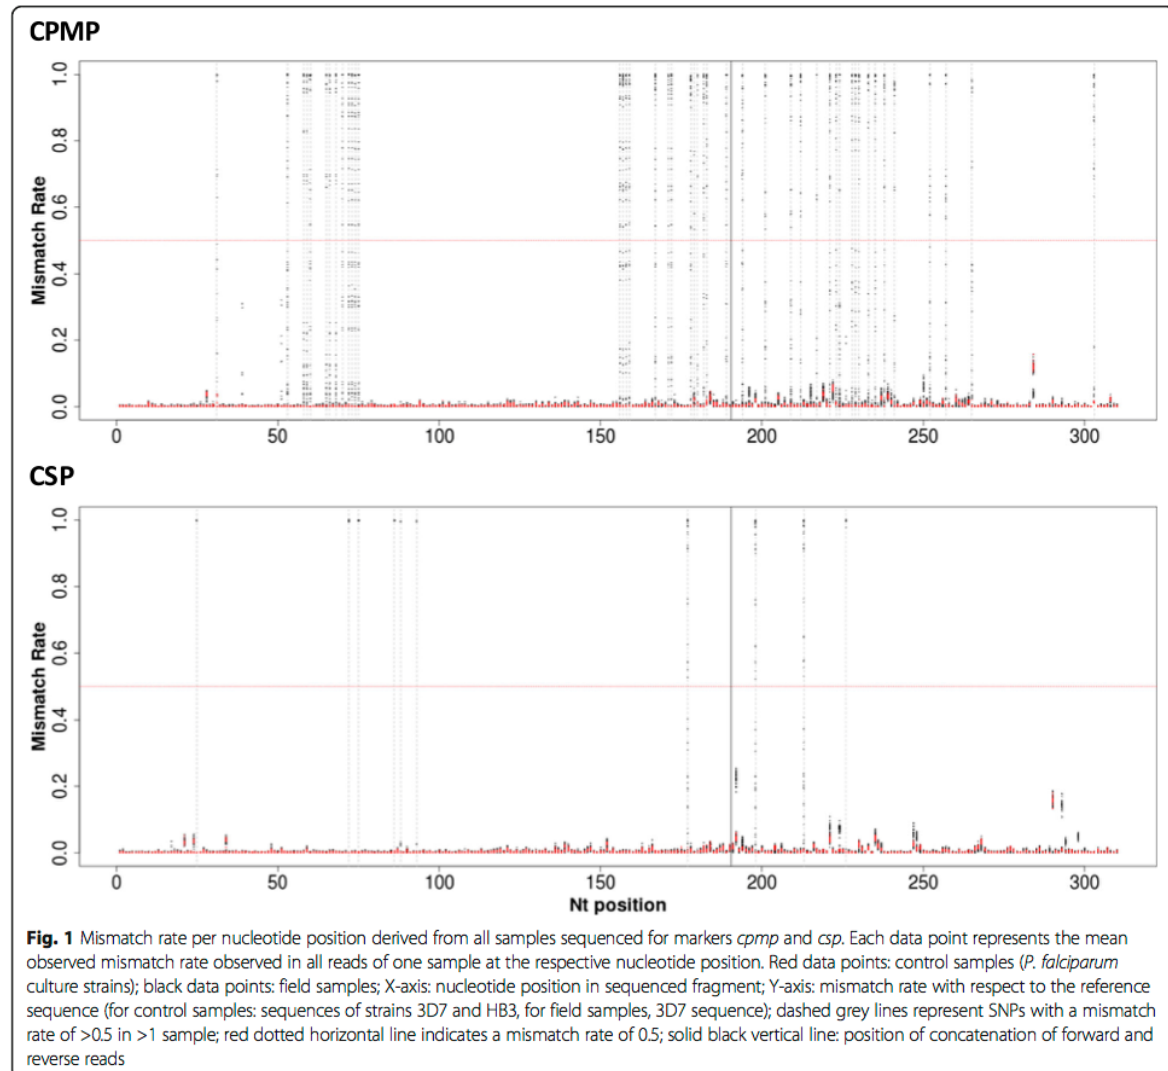 CPMP
1.0
0.8
0.6
0.4
0.2
0.0
Mismatch Rate
0 50 100 150 200 250 300
CSP
1.0
0.8
0.6
0.4
0.2
0.0
Mismatch Rate
0 50 100 150 200 250 300
Nt position
Fig. 1 Mismatch rate per nucleotide position derived from all samples sequenced for markers cpmp and csp. Each data point represents the mean
observed mismatch rate observed in all reads of one sample at the respective nucleotide position. Red data points: control samples (P. falciparum
culture strains); black data points: field samples; X-axis: nucleotide position in sequenced fragment; Y-axis: mismatch rate with respect to the reference
sequence (for control samples: sequences of strains 3D7 and HB3, for field samples, 3D7 sequence); dashed grey lines represent SNPs with a mismatch
rate of >0.5 in >1 sample; red dotted horizontal line indicates a mismatch rate of 0.5; solid black vertical line: position of concatenation of forward and
reverse reads